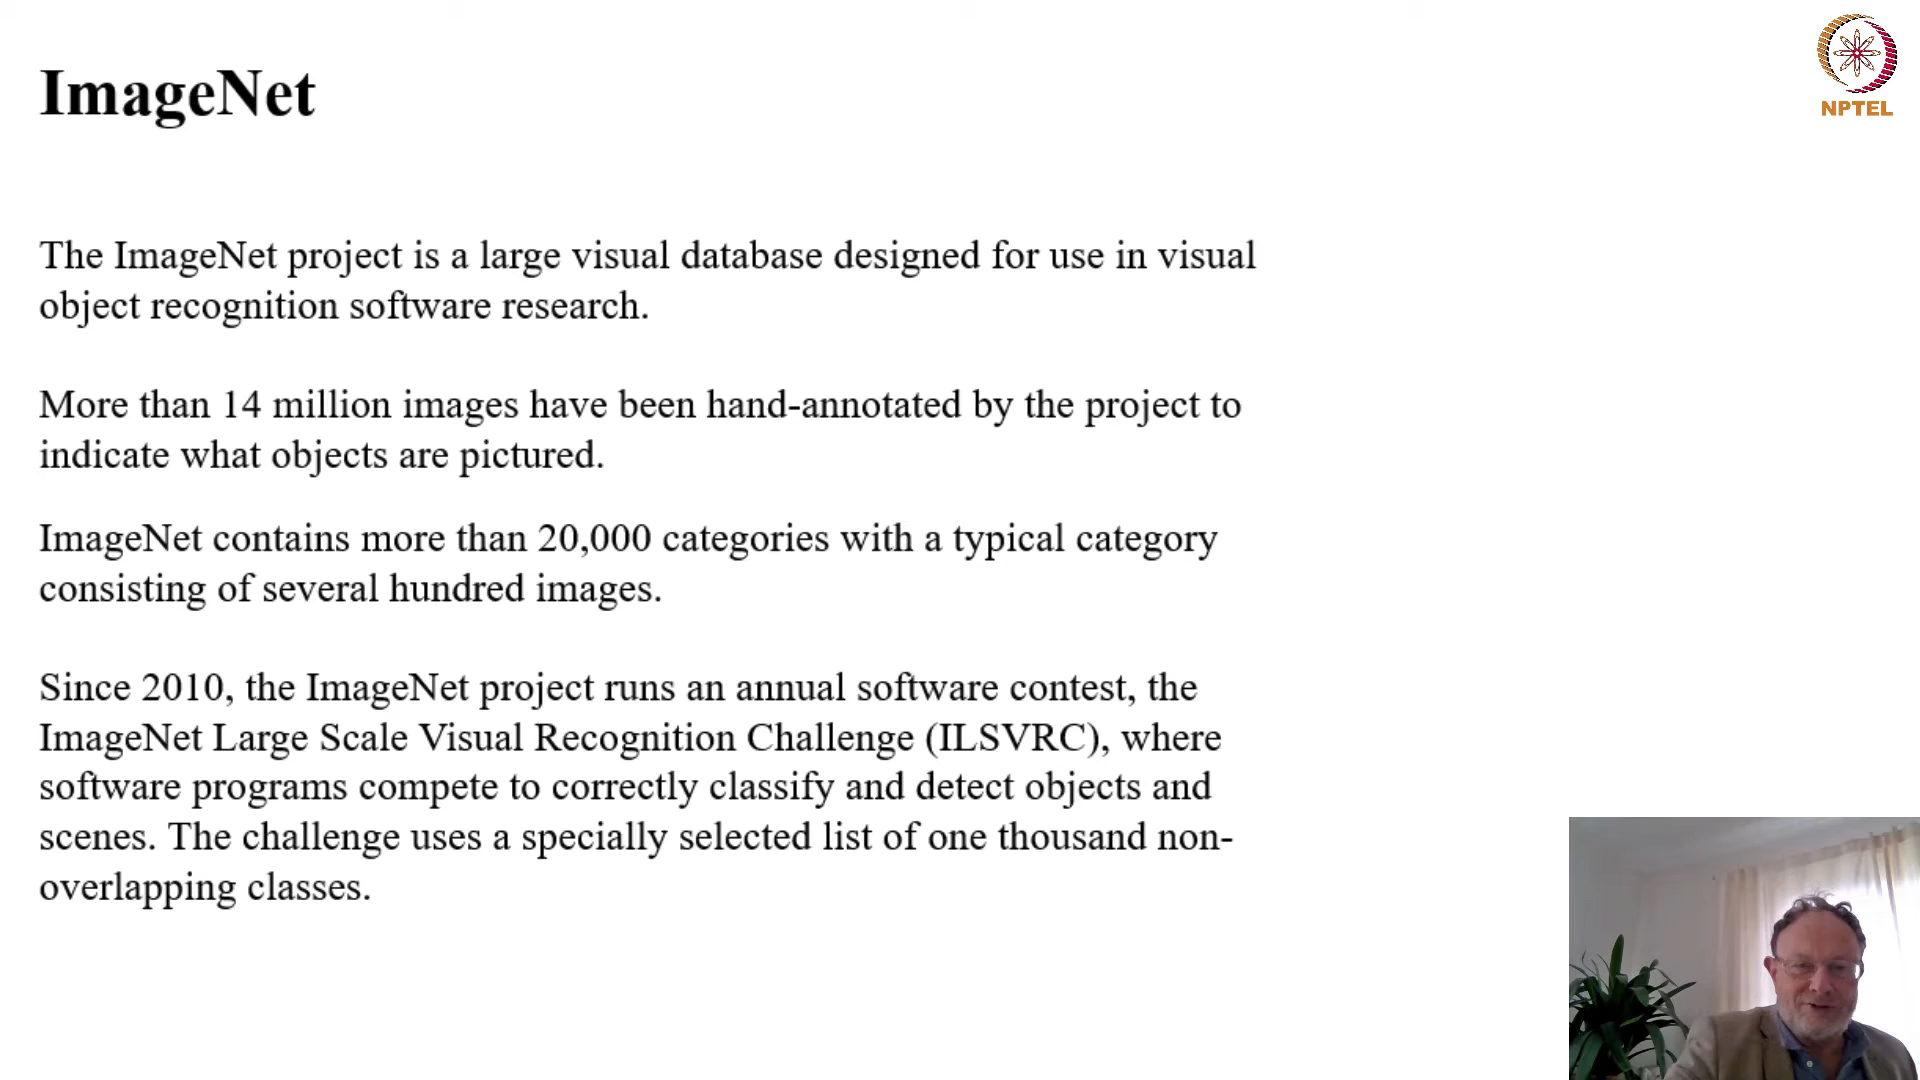 ImageNet
NPTEL
The ImageNet project is a large visual database designed for use in visual
object recognition software research.
More than 14 million images have been hand-annotated by the project to
indicate what objects are pictured.
ImageNet contains more than 20,000 categories with a typical category
consisting of several hundred images.
Since 2010, the ImageNet project runs an annual software contest, the
ImageNet Large Scale Visual Recognition Challenge (ILSVRC), where
software programs compete to correctly classify and detect objects and
scenes. The challenge uses a specially selected list of one thousand non-
overlapping classes.